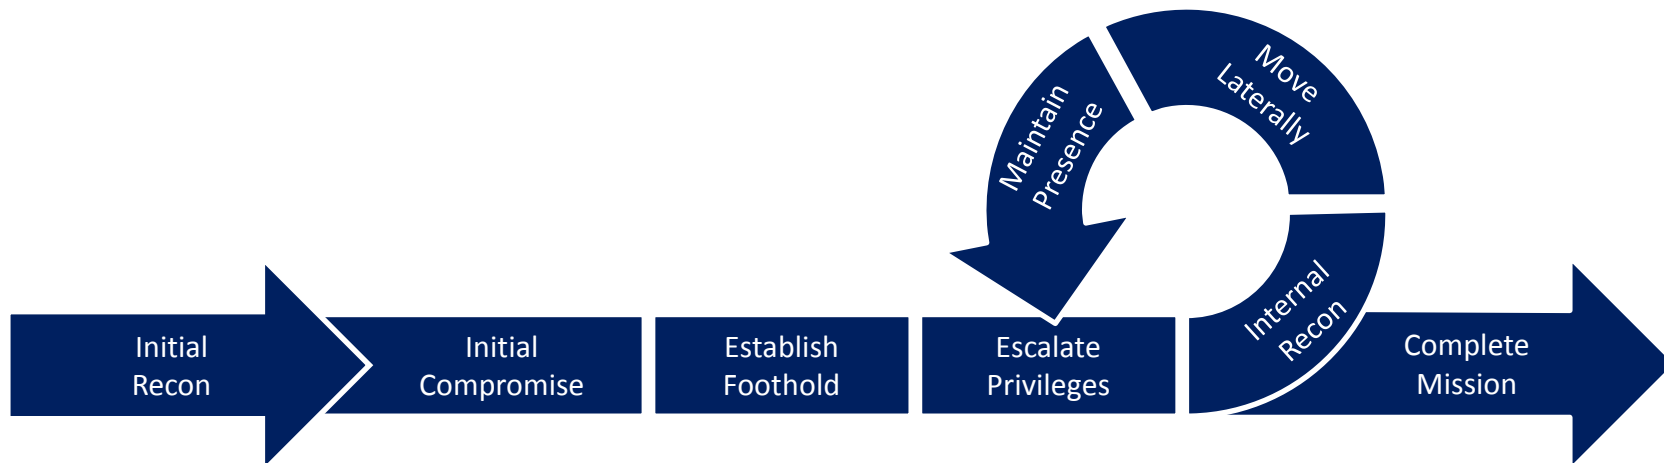 Initial
Recon
Initial
Compromise
Establish
Foothold
Escalate
Privileges
Internal
Recon
Move
Laterally
Maintain
Presence
Complete
Mission